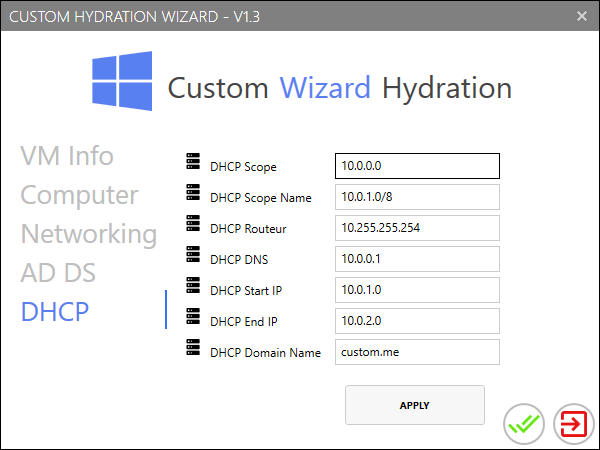 CUSTOM HYDRATION WIZARD - V1.3
Custom Wizard Hydration
VM Info
Computer
Networking
AD DS
DHCP
DHCP Scope 10.0.0.0
DHCP Scope Name 10.0.1.0/8
DHCP Routeur 10.255.255.254
DHCP DNS 10.0.0.1
DHCP Start IP 10.0.1.0
DHCP End IP 10.0.2.0
DHCP Domain Name custom.me
APPLY